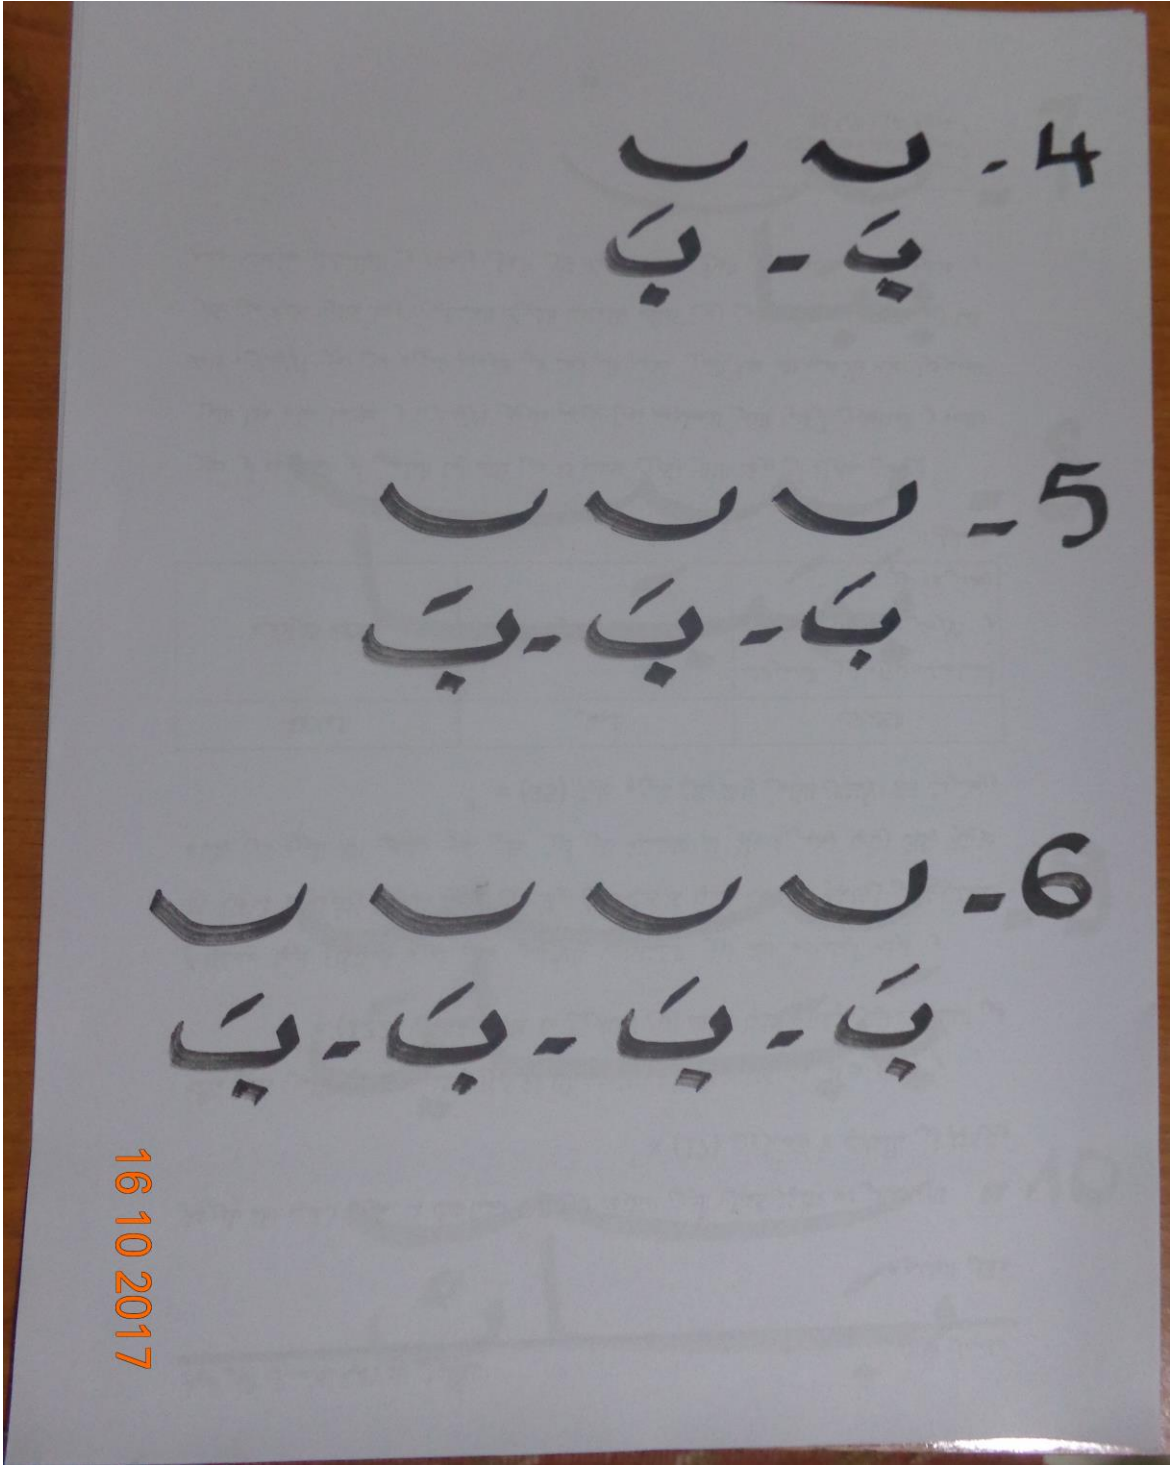 4 - ٮ ٮ
بَ - بَ
5 - ٮ ٮ ٮ
بَ - بَ - بَ
6 - ٮ ٮ ٮ ٮ
بَ - بَ - بَ - بَ
16 10 2017